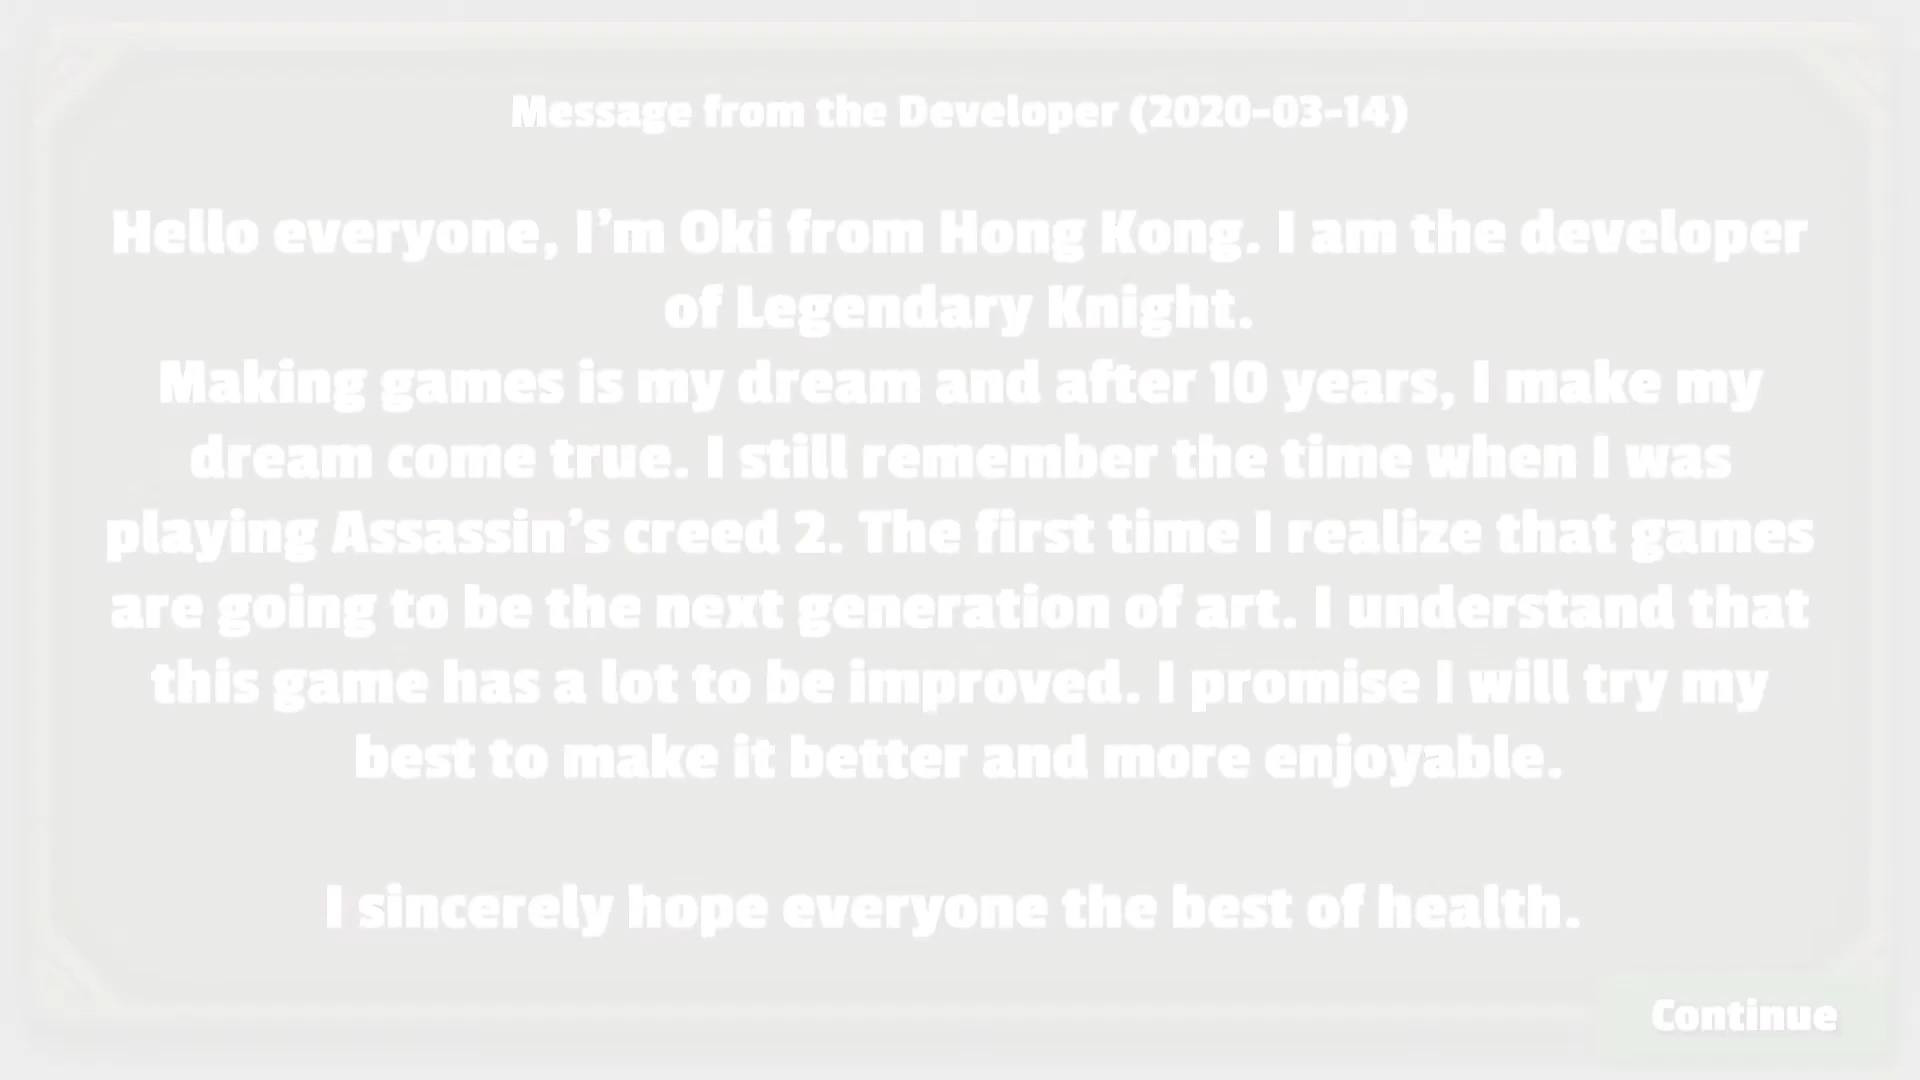 Message from the Developer (2020-03-14)
Hello everyone, I'm Oki from Hong Kong. I am the developer
of Legendary Knight.
Making games is my dream and after 10 years, I make my
dream come true. I still remember the time when I was
playing Assassin's creed 2. The first time I realize that games
are going to be the next generation of art. I understand that
this game has a lot to be improved. I promise I will try my
best to make it better and more enjoyable.
I sincerely hope everyone the best of health.
Continue